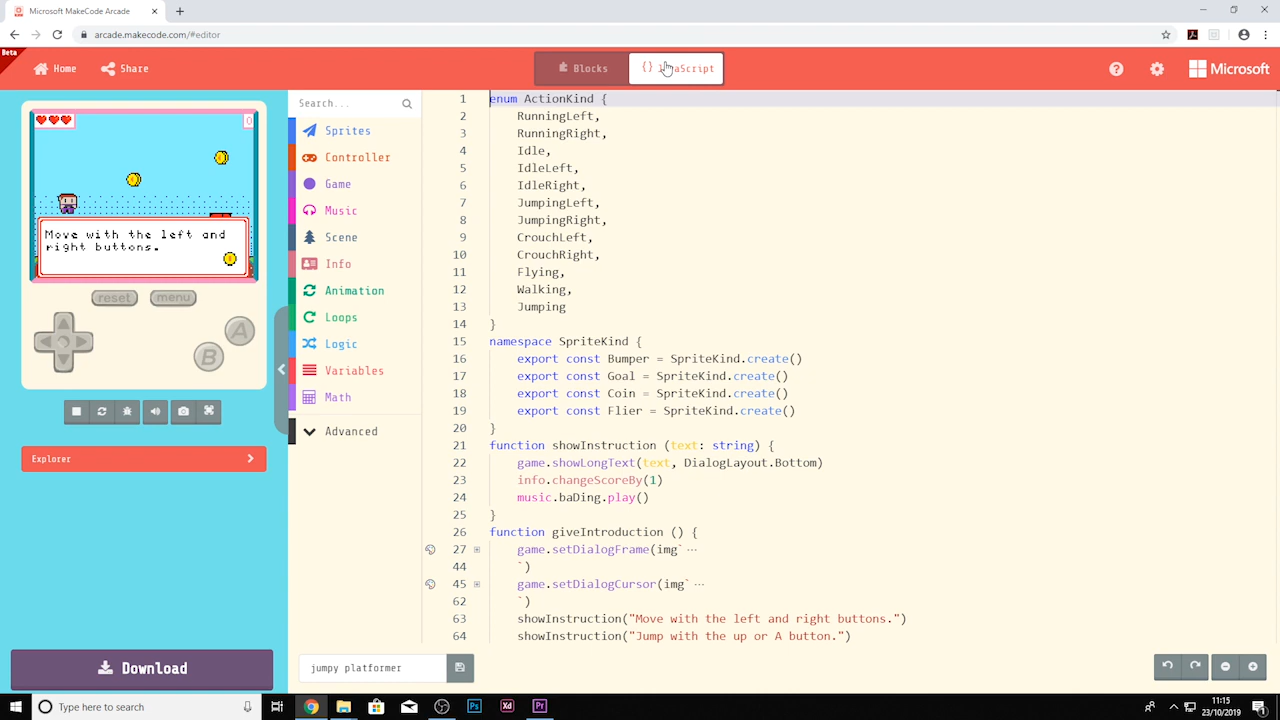 Microsoft MakeCode Arcade
arcade.makecode.com/#editor
Beta
Home
Share
Blocks
{} JavaScript
Microsoft
0
Move with the left and
right buttons.
reset
menu
A
B
Explorer
Download
Search...
Sprites
Controller
Game
Music
Scene
Info
Animation
Loops
Logic
Variables
Math
Advanced
1 enum ActionKind {
2 RunningLeft,
3 RunningRight,
4 Idle,
5 IdleLeft,
6 IdleRight,
7 JumpingLeft,
8 JumpingRight,
9 CrouchLeft,
10 CrouchRight,
11 Flying,
12 Walking,
13 Jumping
14 }
15 namespace SpriteKind {
16 export const Bumper = SpriteKind.create()
17 export const Goal = SpriteKind.create()
18 export const Coin = SpriteKind.create()
19 export const Flier = SpriteKind.create()
20 }
21 function showInstruction (text: string) {
22 game.showLongText(text, DialogLayout.Bottom)
23 info.changeScoreBy(1)
24 music.baDing.play()
25 }
26 function giveIntroduction () {
27 game.setDialogFrame(img` ...
44 `)
45 game.setDialogCursor(img` ...
62 `)
63 showInstruction("Move with the left and right buttons.")
64 showInstruction("Jump with the up or A button.")
jumpy platformer
Type here to search
Ps
Xd
Pr
11:15
23/10/2019
1